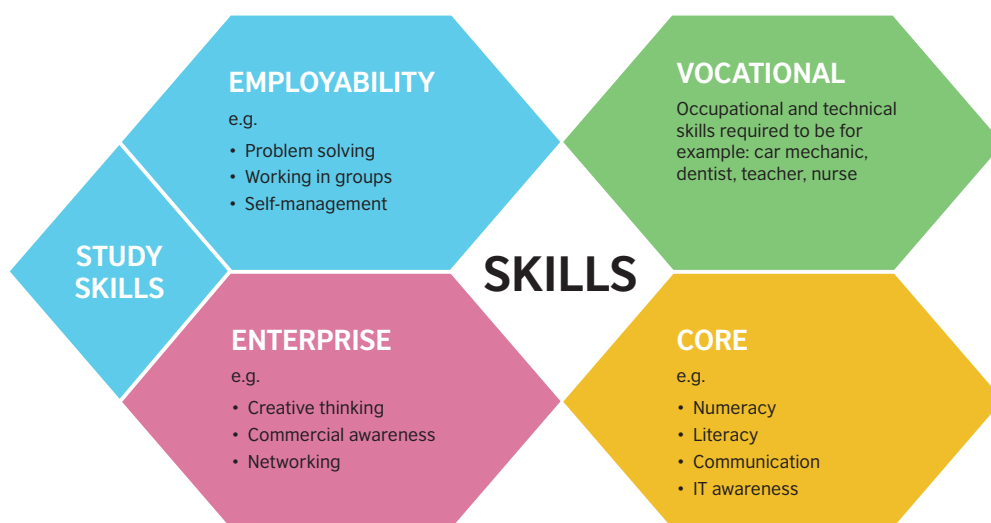 EMPLOYABILITY
e.g.
• Problem solving
• Working in groups
• Self-management
VOCATIONAL
Occupational and technical
skills required to be for
example: car mechanic,
dentist, teacher, nurse
STUDY
SKILLS
SKILLS
ENTERPRISE
e.g.
• Creative thinking
• Commercial awareness
• Networking
CORE
e.g.
• Numeracy
• Literacy
• Communication
• IT awareness